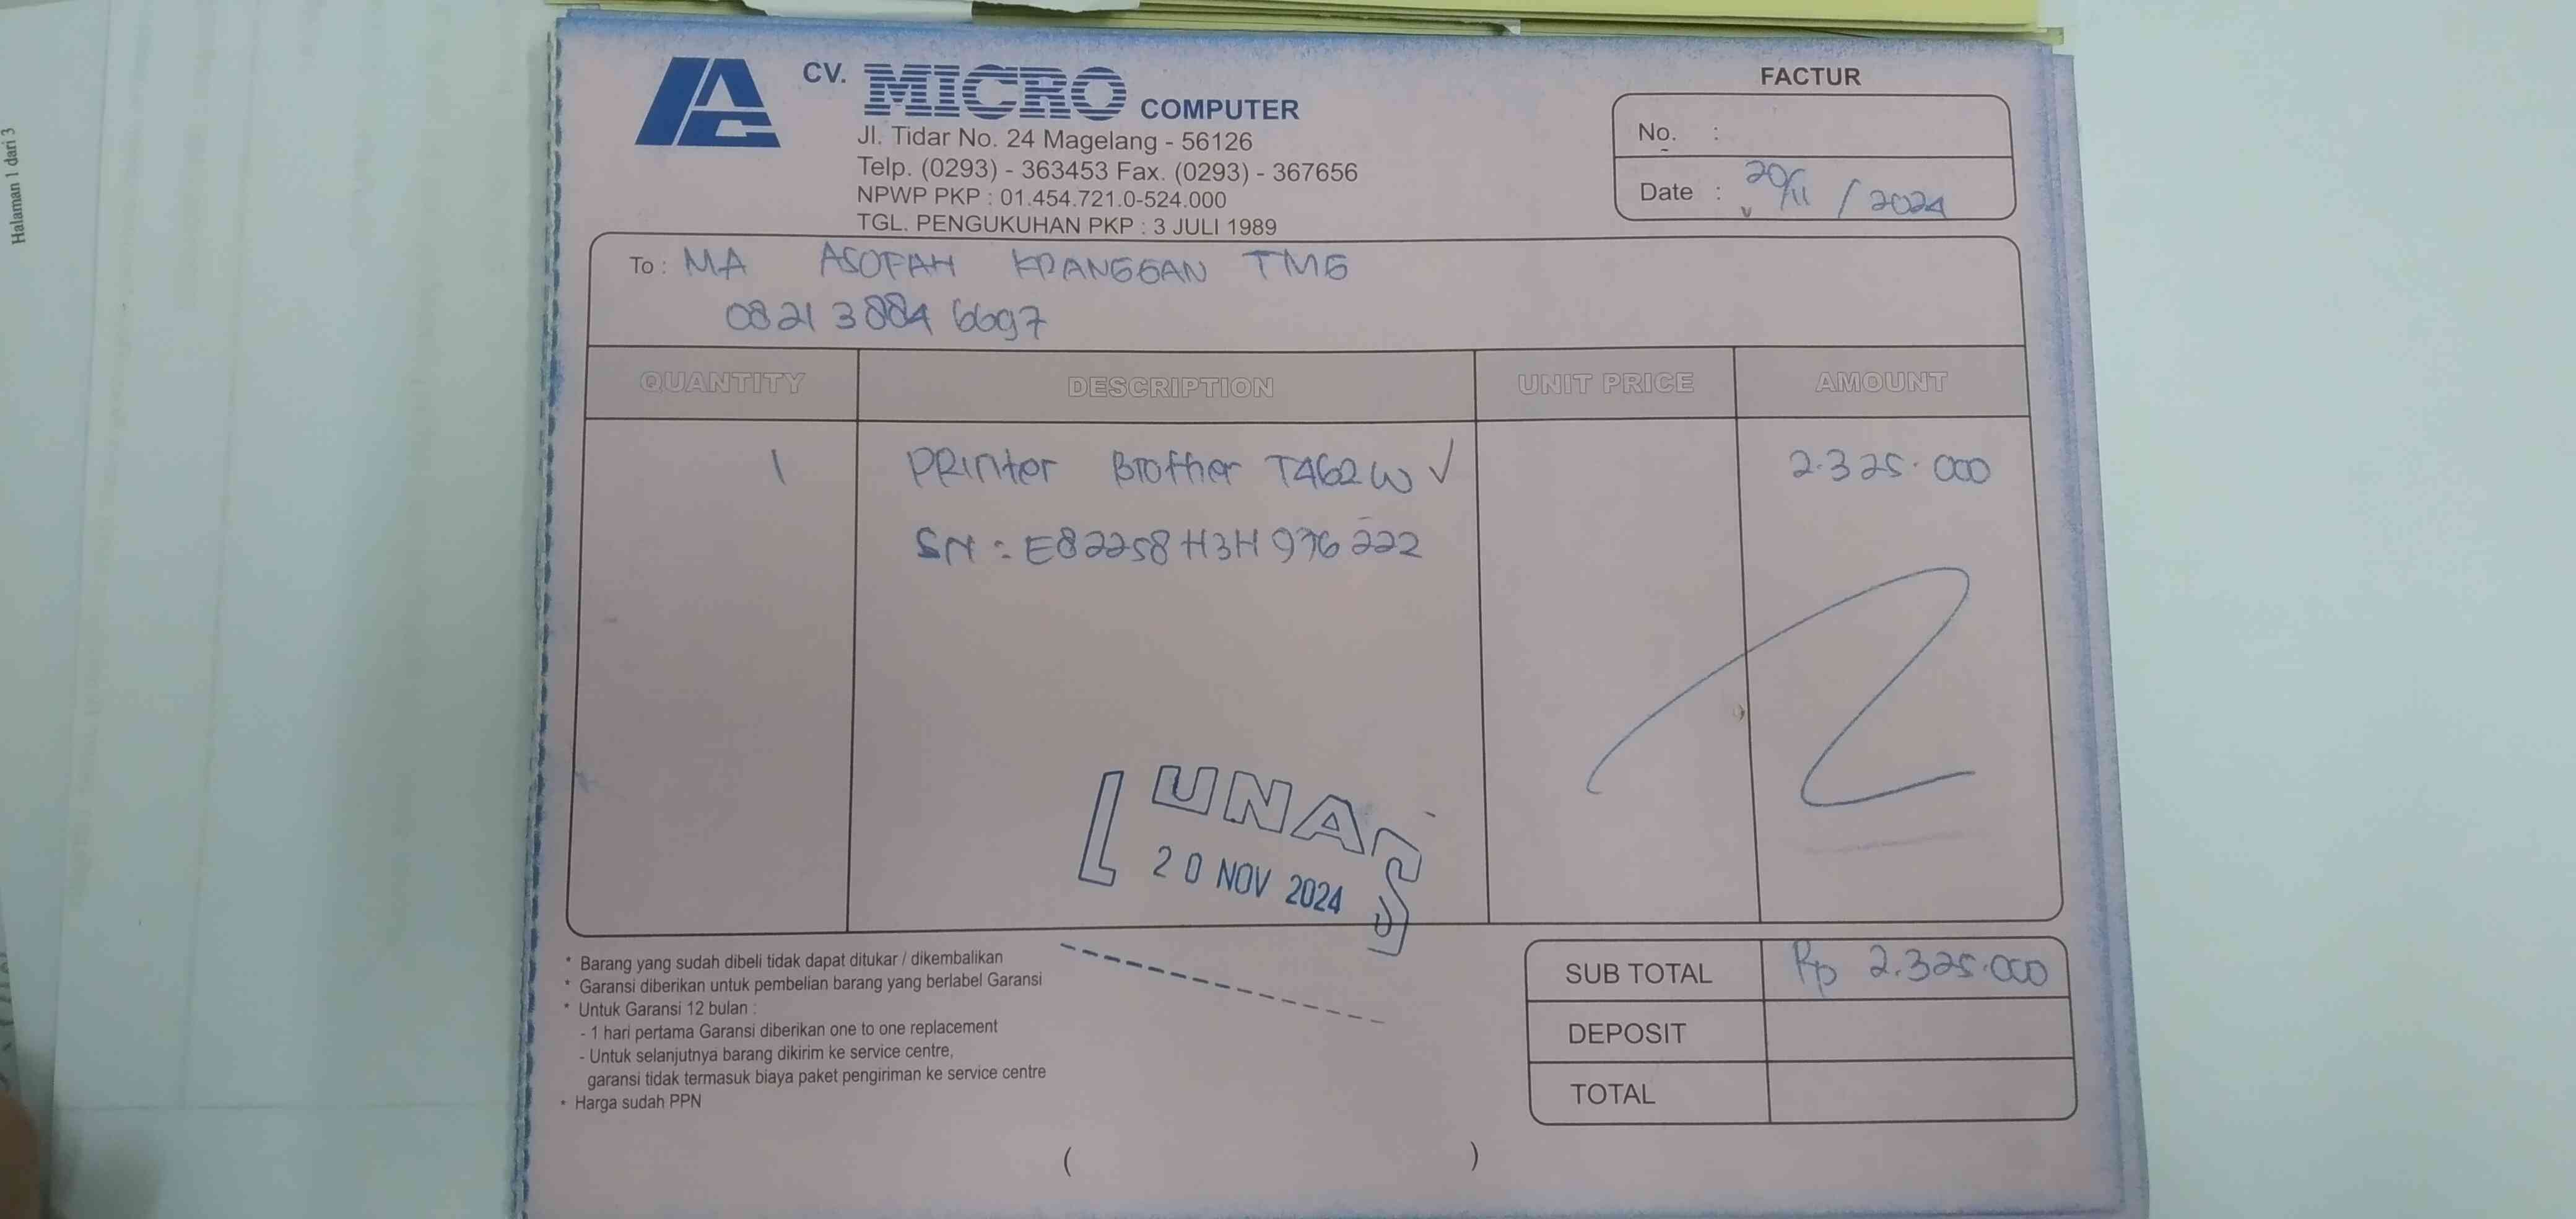 Halaman 1 dari 3
CV. MICRO COMPUTER
Jl. Tidar No. 24 Magelang - 56126
Telp. (0293) - 363453 Fax. (0293) - 367656
NPWP PKP : 01.454.721.0-524.000
TGL. PENGUKUHAN PKP : 3 JULI 1989
FACTUR
No. :
Date : 20/11 / 2024
To : MA ASOFAH KRANGGAN TMG
0821 3884 6697
QUANTITY DESCRIPTION UNIT PRICE AMOUNT
1 PRinter Brother T462W ✓ 2.325.000
SN : E82258H3H976222
LUNAS
20 NOV 2024
* Barang yang sudah dibeli tidak dapat ditukar / dikembalikan
* Garansi diberikan untuk pembelian barang yang berlabel Garansi
* Untuk Garansi 12 bulan :
- 1 hari pertama Garansi diberikan one to one replacement
- Untuk selanjutnya barang dikirim ke service centre,
garansi tidak termasuk biaya paket pengiriman ke service centre
* Harga sudah PPN
SUB TOTAL Rp 2.325.000
DEPOSIT
TOTAL
( )